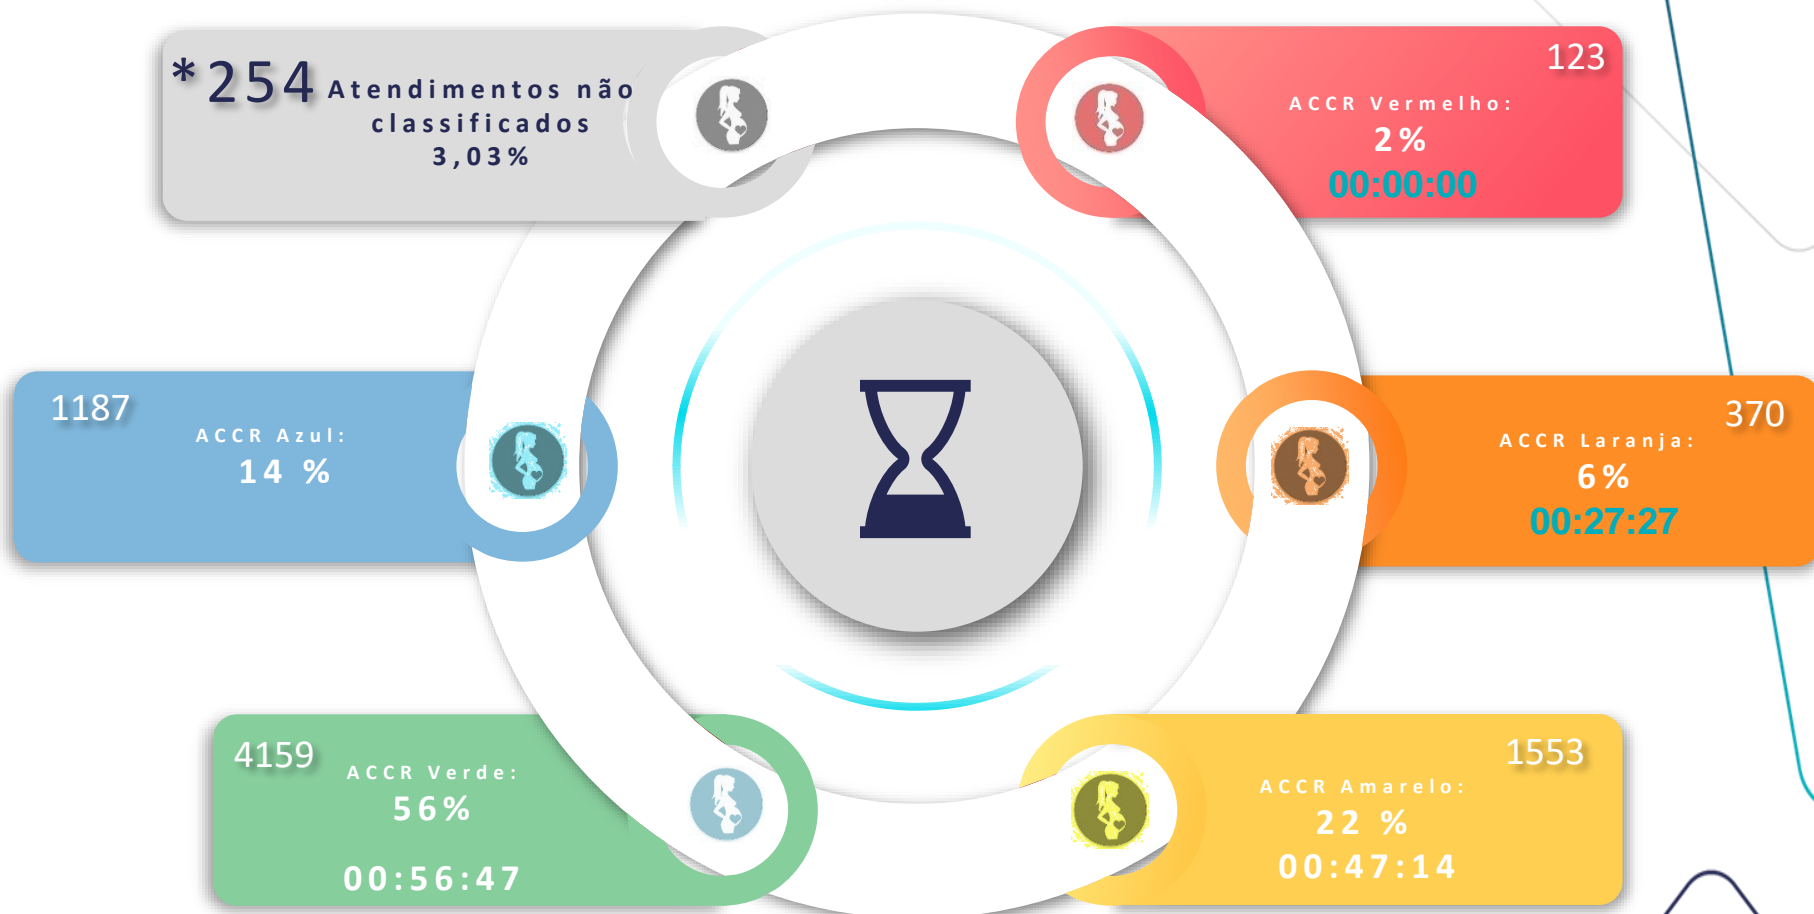 *254 Atendimentos não
classificados
3,03%
123
ACCR Vermelho:
2%
00:00:00
1187
ACCR Azul:
14 %
370
ACCR Laranja:
6%
00:27:27
4159
ACCR Verde:
56%
00:56:47
1553
ACCR Amarelo:
22 %
00:47:14